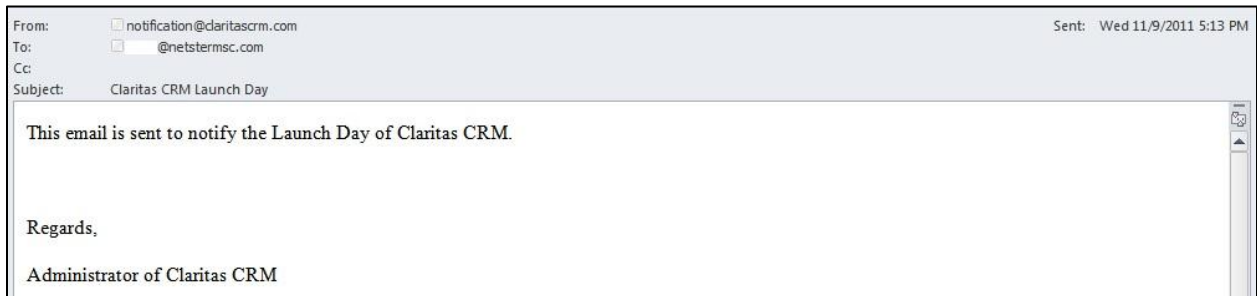 From: notification@claritascrm.com Sent: Wed 11/9/2011 5:13 PM
To: @netstermsc.com
Cc:
Subject: Claritas CRM Launch Day
This email is sent to notify the Launch Day of Claritas CRM.
Regards,
Administrator of Claritas CRM